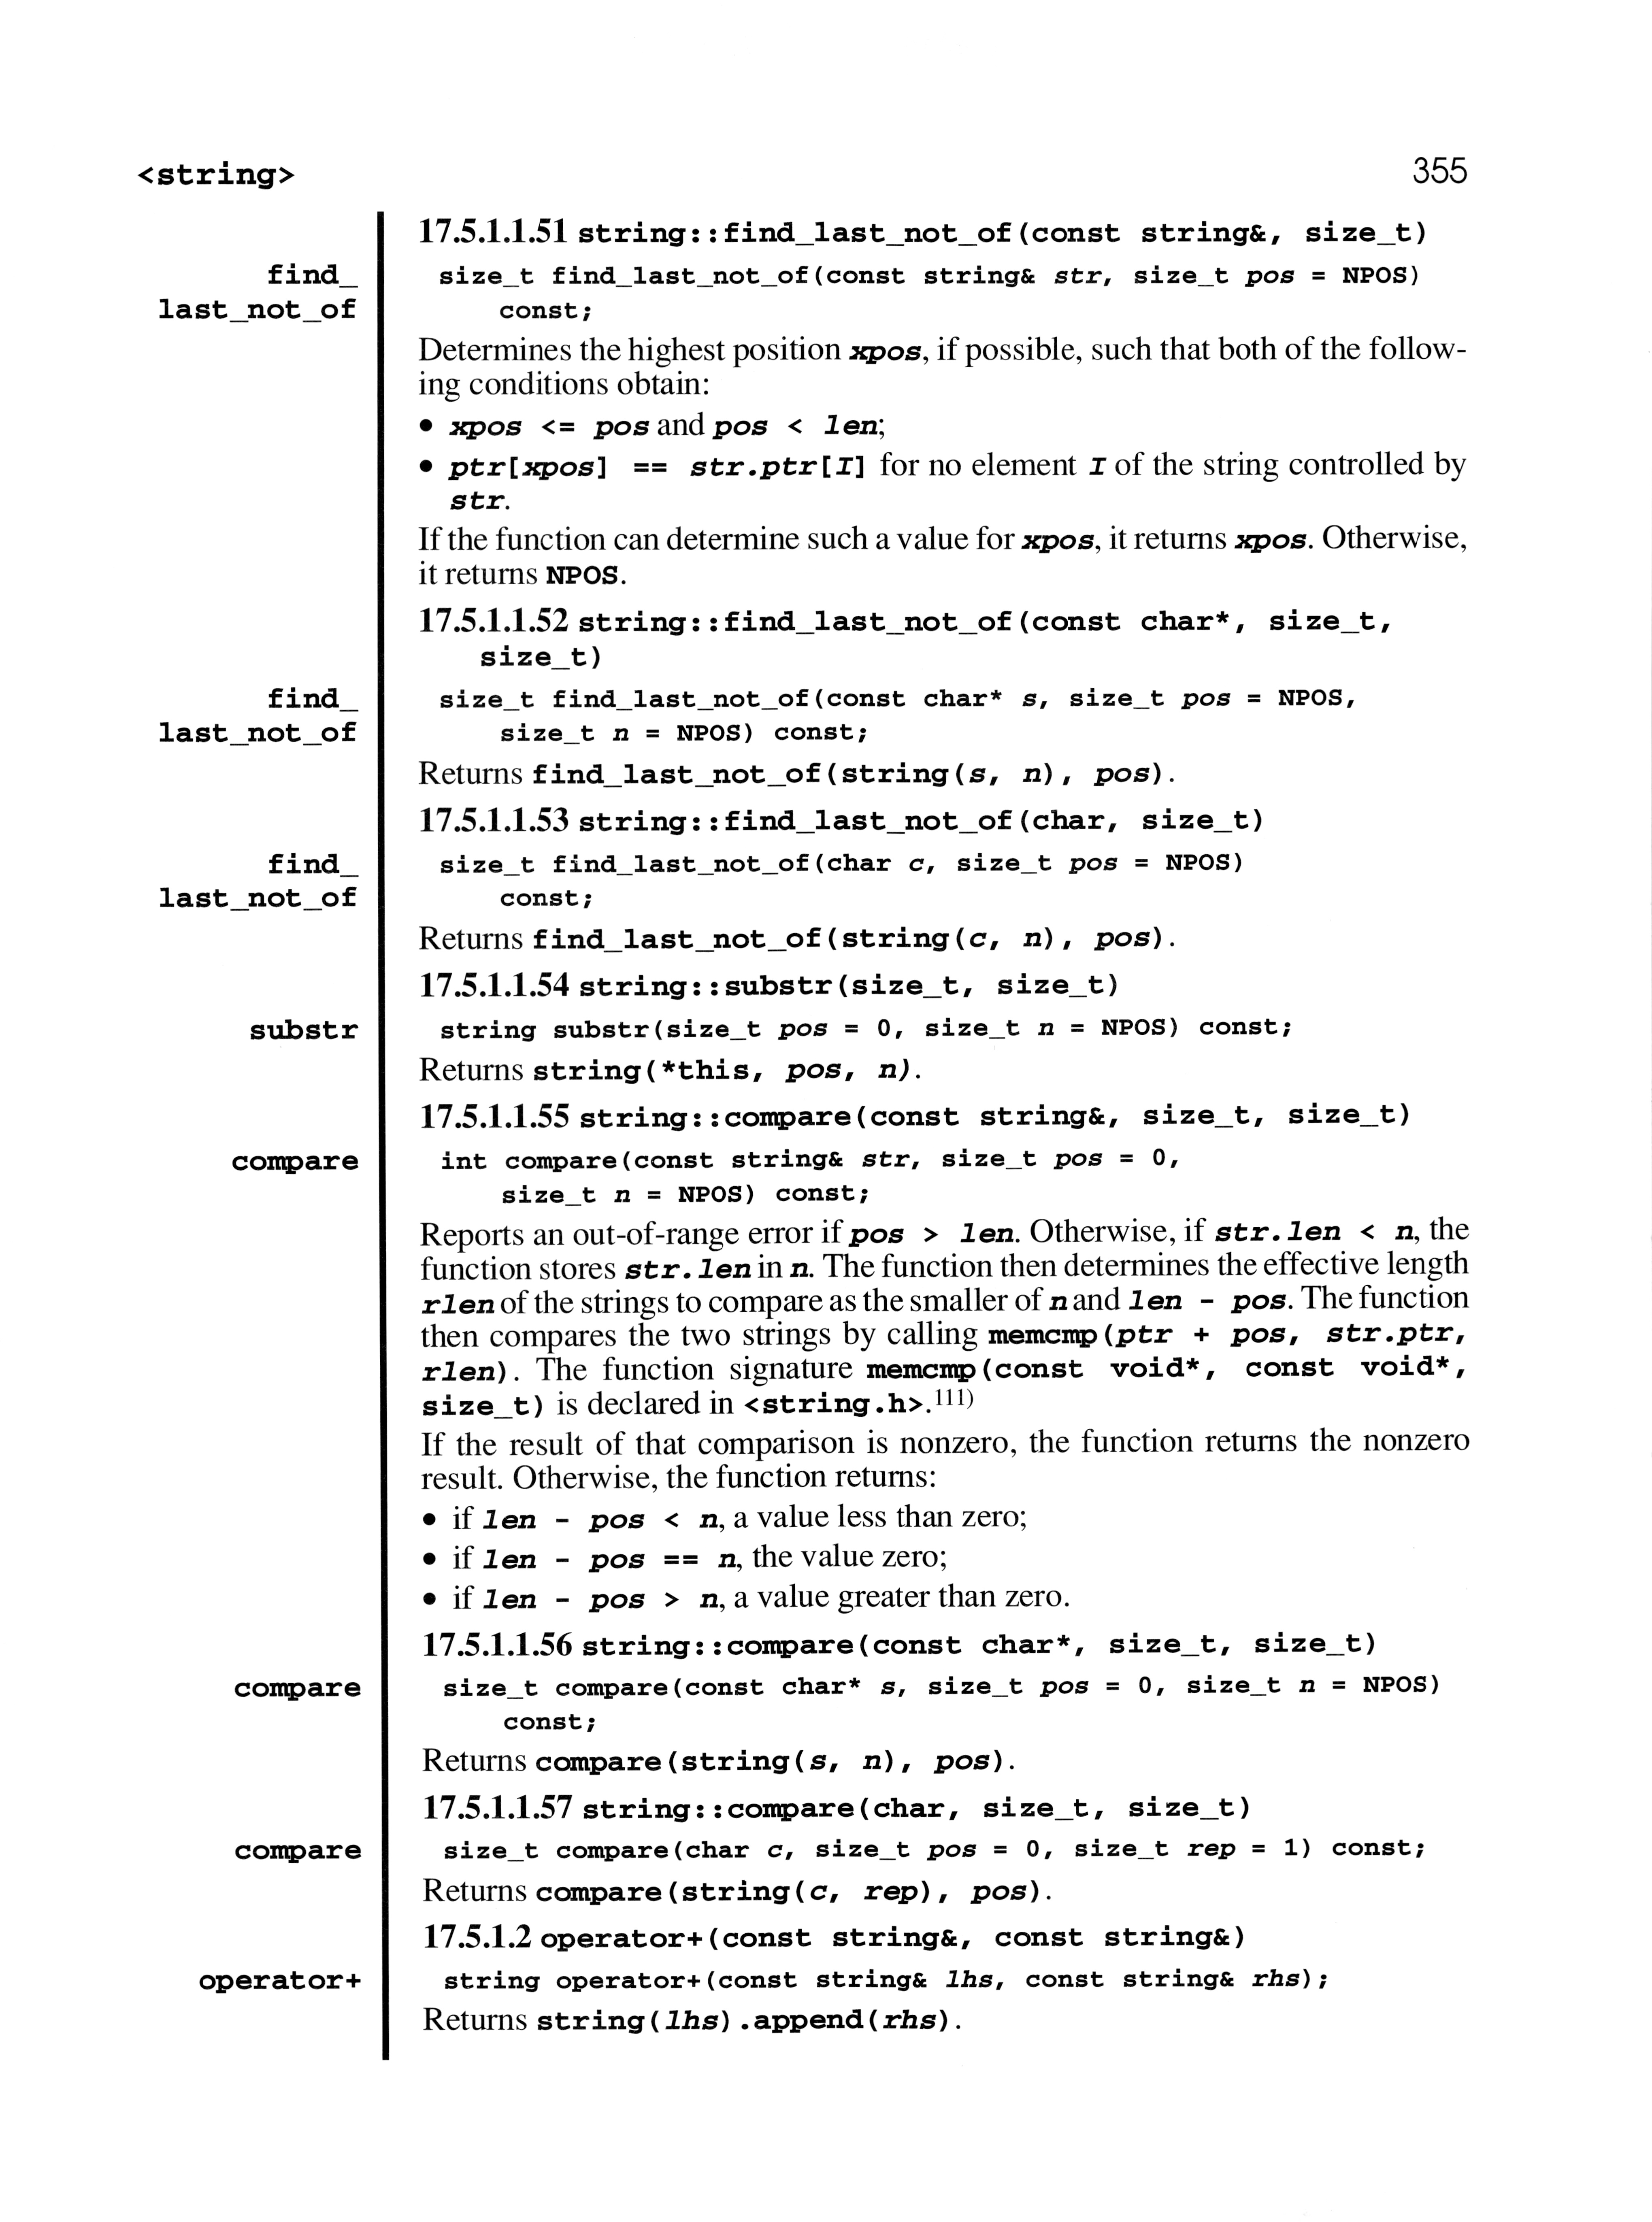 <string> 355
17.5.1.1.51 string::find_last_not_of(const string&, size_t)
find_ size_t find_last_not_of(const string& str, size_t pos = NPOS)
last_not_of const;
Determines the highest position xpos, if possible, such that both of the follow-
ing conditions obtain:
• xpos <= pos and pos < len;
• ptr[xpos] == str.ptr[I] for no element I of the string controlled by
str.
If the function can determine such a value for xpos, it returns xpos. Otherwise,
it returns NPOS.
17.5.1.1.52 string::find_last_not_of(const char*, size_t,
size_t)
find_ size_t find_last_not_of(const char* s, size_t pos = NPOS,
last_not_of size_t n = NPOS) const;
Returns find_last_not_of(string(s, n), pos).
17.5.1.1.53 string::find_last_not_of(char, size_t)
find_ size_t find_last_not_of(char c, size_t pos = NPOS)
last_not_of const;
Returns find_last_not_of(string(c, n), pos).
17.5.1.1.54 string::substr(size_t, size_t)
substr string substr(size_t pos = 0, size_t n = NPOS) const;
Returns string(*this, pos, n).
17.5.1.1.55 string::compare(const string&, size_t, size_t)
compare int compare(const string& str, size_t pos = 0,
size_t n = NPOS) const;
Reports an out-of-range error if pos > len. Otherwise, if str.len < n, the
function stores str.len in n. The function then determines the effective length
rlen of the strings to compare as the smaller of n and len - pos. The function
then compares the two strings by calling memcmp(ptr + pos, str.ptr,
rlen). The function signature memcmp(const void*, const void*,
size_t) is declared in <string.h>.111)
If the result of that comparison is nonzero, the function returns the nonzero
result. Otherwise, the function returns:
• if len - pos < n, a value less than zero;
• if len - pos == n, the value zero;
• if len - pos > n, a value greater than zero.
17.5.1.1.56 string::compare(const char*, size_t, size_t)
compare size_t compare(const char* s, size_t pos = 0, size_t n = NPOS)
const;
Returns compare(string(s, n), pos).
17.5.1.1.57 string::compare(char, size_t, size_t)
compare size_t compare(char c, size_t pos = 0, size_t rep = 1) const;
Returns compare(string(c, rep), pos).
17.5.1.2 operator+(const string&, const string&)
operator+ string operator+(const string& lhs, const string& rhs);
Returns string(lhs).append(rhs).